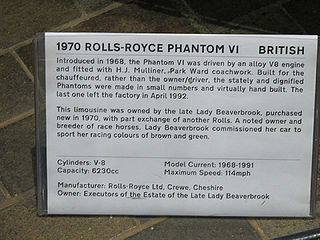 1970 ROLLS-ROYCE PHANTOM VI BRITISH
Introduced in 1968, the Phantom VI was driven by an alloy V8 engine
and fitted with H.J. Mulliner, Park Ward coachwork. Built for the
chauffeured, rather than the owner/driver, the stately and dignified
Phantoms were made in small numbers and virtually hand built. The
last one left the factory in April 1992.
This limousine was owned by the late Lady Beaverbrook, purchased
new in 1970, with part exchange of another Rolls. A noted owner and
breeder of race horses, Lady Beaverbrook commissioned her car to
sport her racing colours of brown and green.
Cylinders: V-8 Model Current: 1968-1991
Capacity: 6230cc Maximum Speed: 114mph
Manufacturer: Rolls-Royce Ltd, Crewe, Cheshire
Owner: Executors of the Estate of the Late Lady Beaverbrook